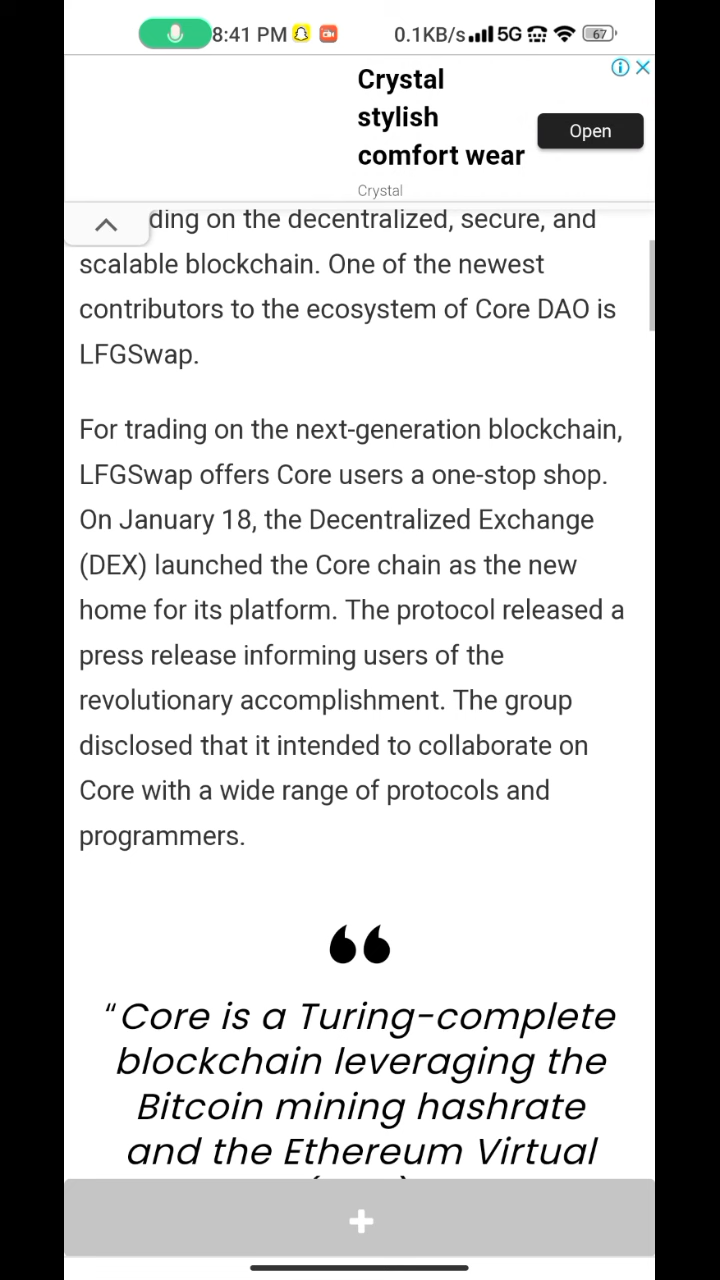 8:41 PM
0.1KB/s 5G 67
Crystal
stylish
comfort wear
Open
Crystal
ding on the decentralized, secure, and
scalable blockchain. One of the newest
contributors to the ecosystem of Core DAO is
LFGSwap.
For trading on the next-generation blockchain,
LFGSwap offers Core users a one-stop shop.
On January 18, the Decentralized Exchange
(DEX) launched the Core chain as the new
home for its platform. The protocol released a
press release informing users of the
revolutionary accomplishment. The group
disclosed that it intended to collaborate on
Core with a wide range of protocols and
programmers.
“
“Core is a Turing-complete
blockchain leveraging the
Bitcoin mining hashrate
and the Ethereum Virtual